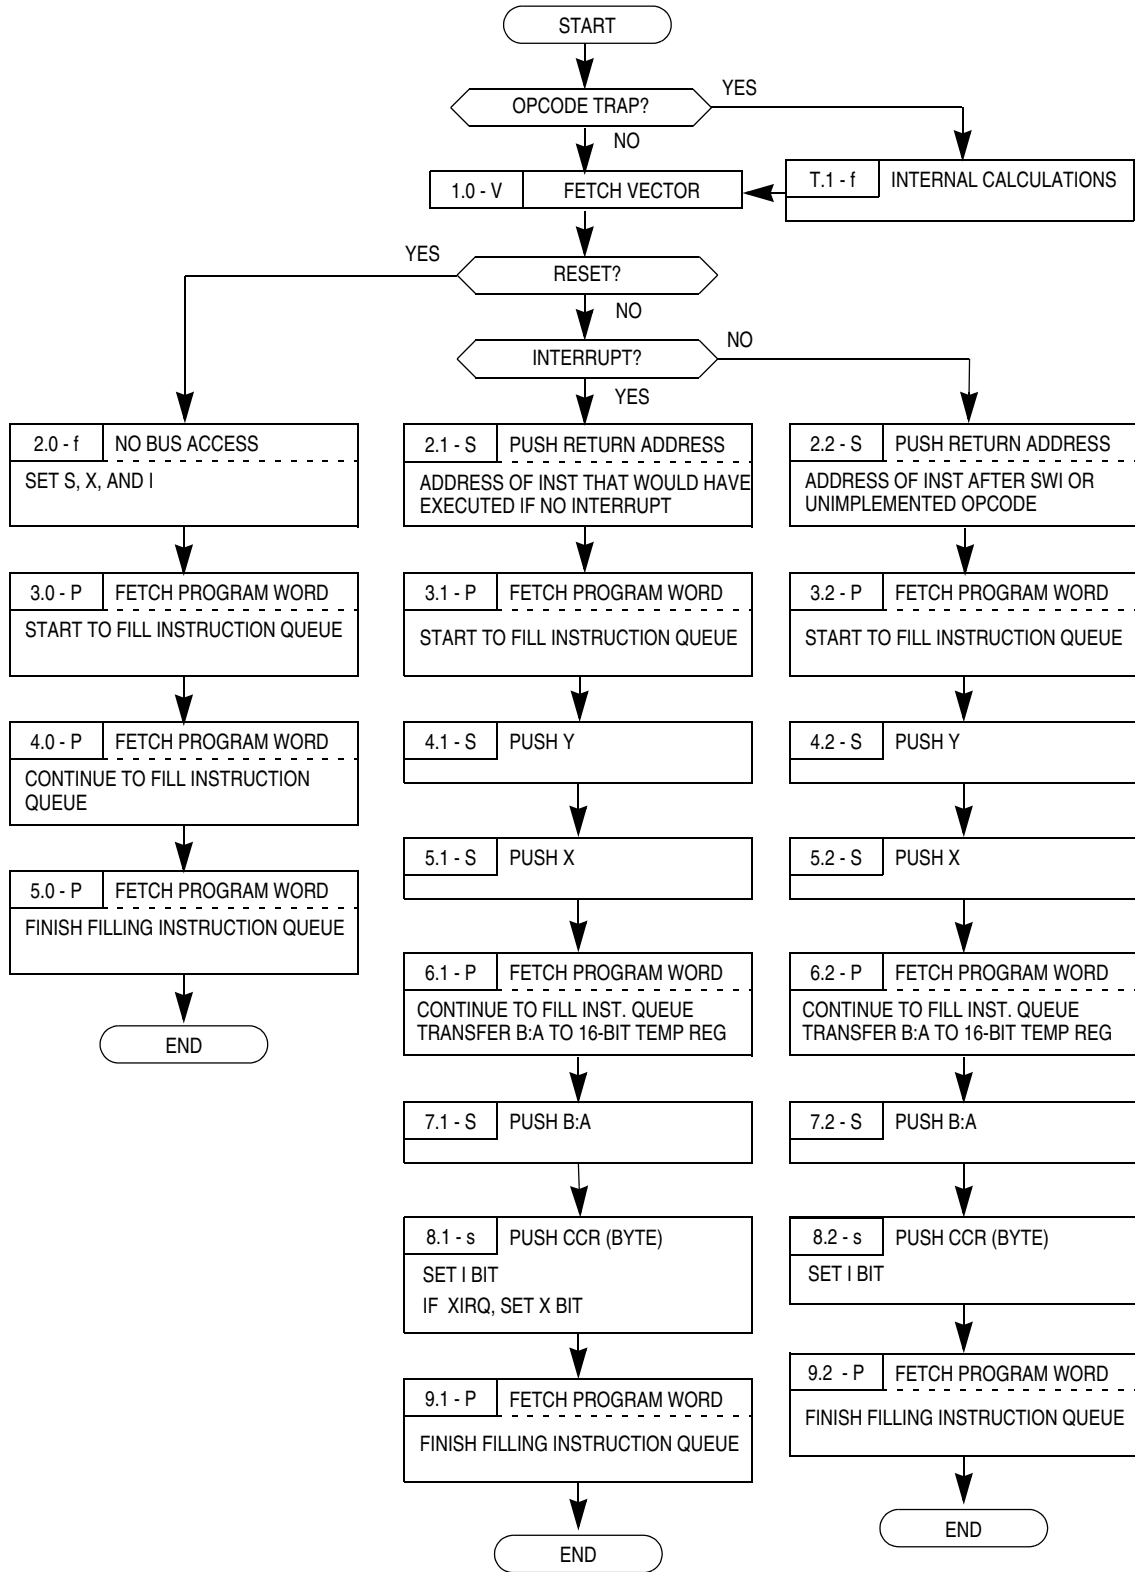 START
OPCODE TRAP?
YES
NO
T.1 - f INTERNAL CALCULATIONS
1.0 - V FETCH VECTOR
YES
RESET?
NO
INTERRUPT?
NO
YES
2.0 - f NO BUS ACCESS
SET S, X, AND I
3.0 - P FETCH PROGRAM WORD
START TO FILL INSTRUCTION QUEUE
4.0 - P FETCH PROGRAM WORD
CONTINUE TO FILL INSTRUCTION
QUEUE
5.0 - P FETCH PROGRAM WORD
FINISH FILLING INSTRUCTION QUEUE
END
2.1 - S PUSH RETURN ADDRESS
ADDRESS OF INST THAT WOULD HAVE
EXECUTED IF NO INTERRUPT
3.1 - P FETCH PROGRAM WORD
START TO FILL INSTRUCTION QUEUE
4.1 - S PUSH Y
5.1 - S PUSH X
6.1 - P FETCH PROGRAM WORD
CONTINUE TO FILL INST. QUEUE
TRANSFER B:A TO 16-BIT TEMP REG
7.1 - S PUSH B:A
8.1 - s PUSH CCR (BYTE)
SET I BIT
IF XIRQ, SET X BIT
9.1 - P FETCH PROGRAM WORD
FINISH FILLING INSTRUCTION QUEUE
END
2.2 - S PUSH RETURN ADDRESS
ADDRESS OF INST AFTER SWI OR
UNIMPLEMENTED OPCODE
3.2 - P FETCH PROGRAM WORD
START TO FILL INSTRUCTION QUEUE
4.2 - S PUSH Y
5.2 - S PUSH X
6.2 - P FETCH PROGRAM WORD
CONTINUE TO FILL INST. QUEUE
TRANSFER B:A TO 16-BIT TEMP REG
7.2 - S PUSH B:A
8.2 - s PUSH CCR (BYTE)
SET I BIT
9.2 - P FETCH PROGRAM WORD
FINISH FILLING INSTRUCTION QUEUE
END